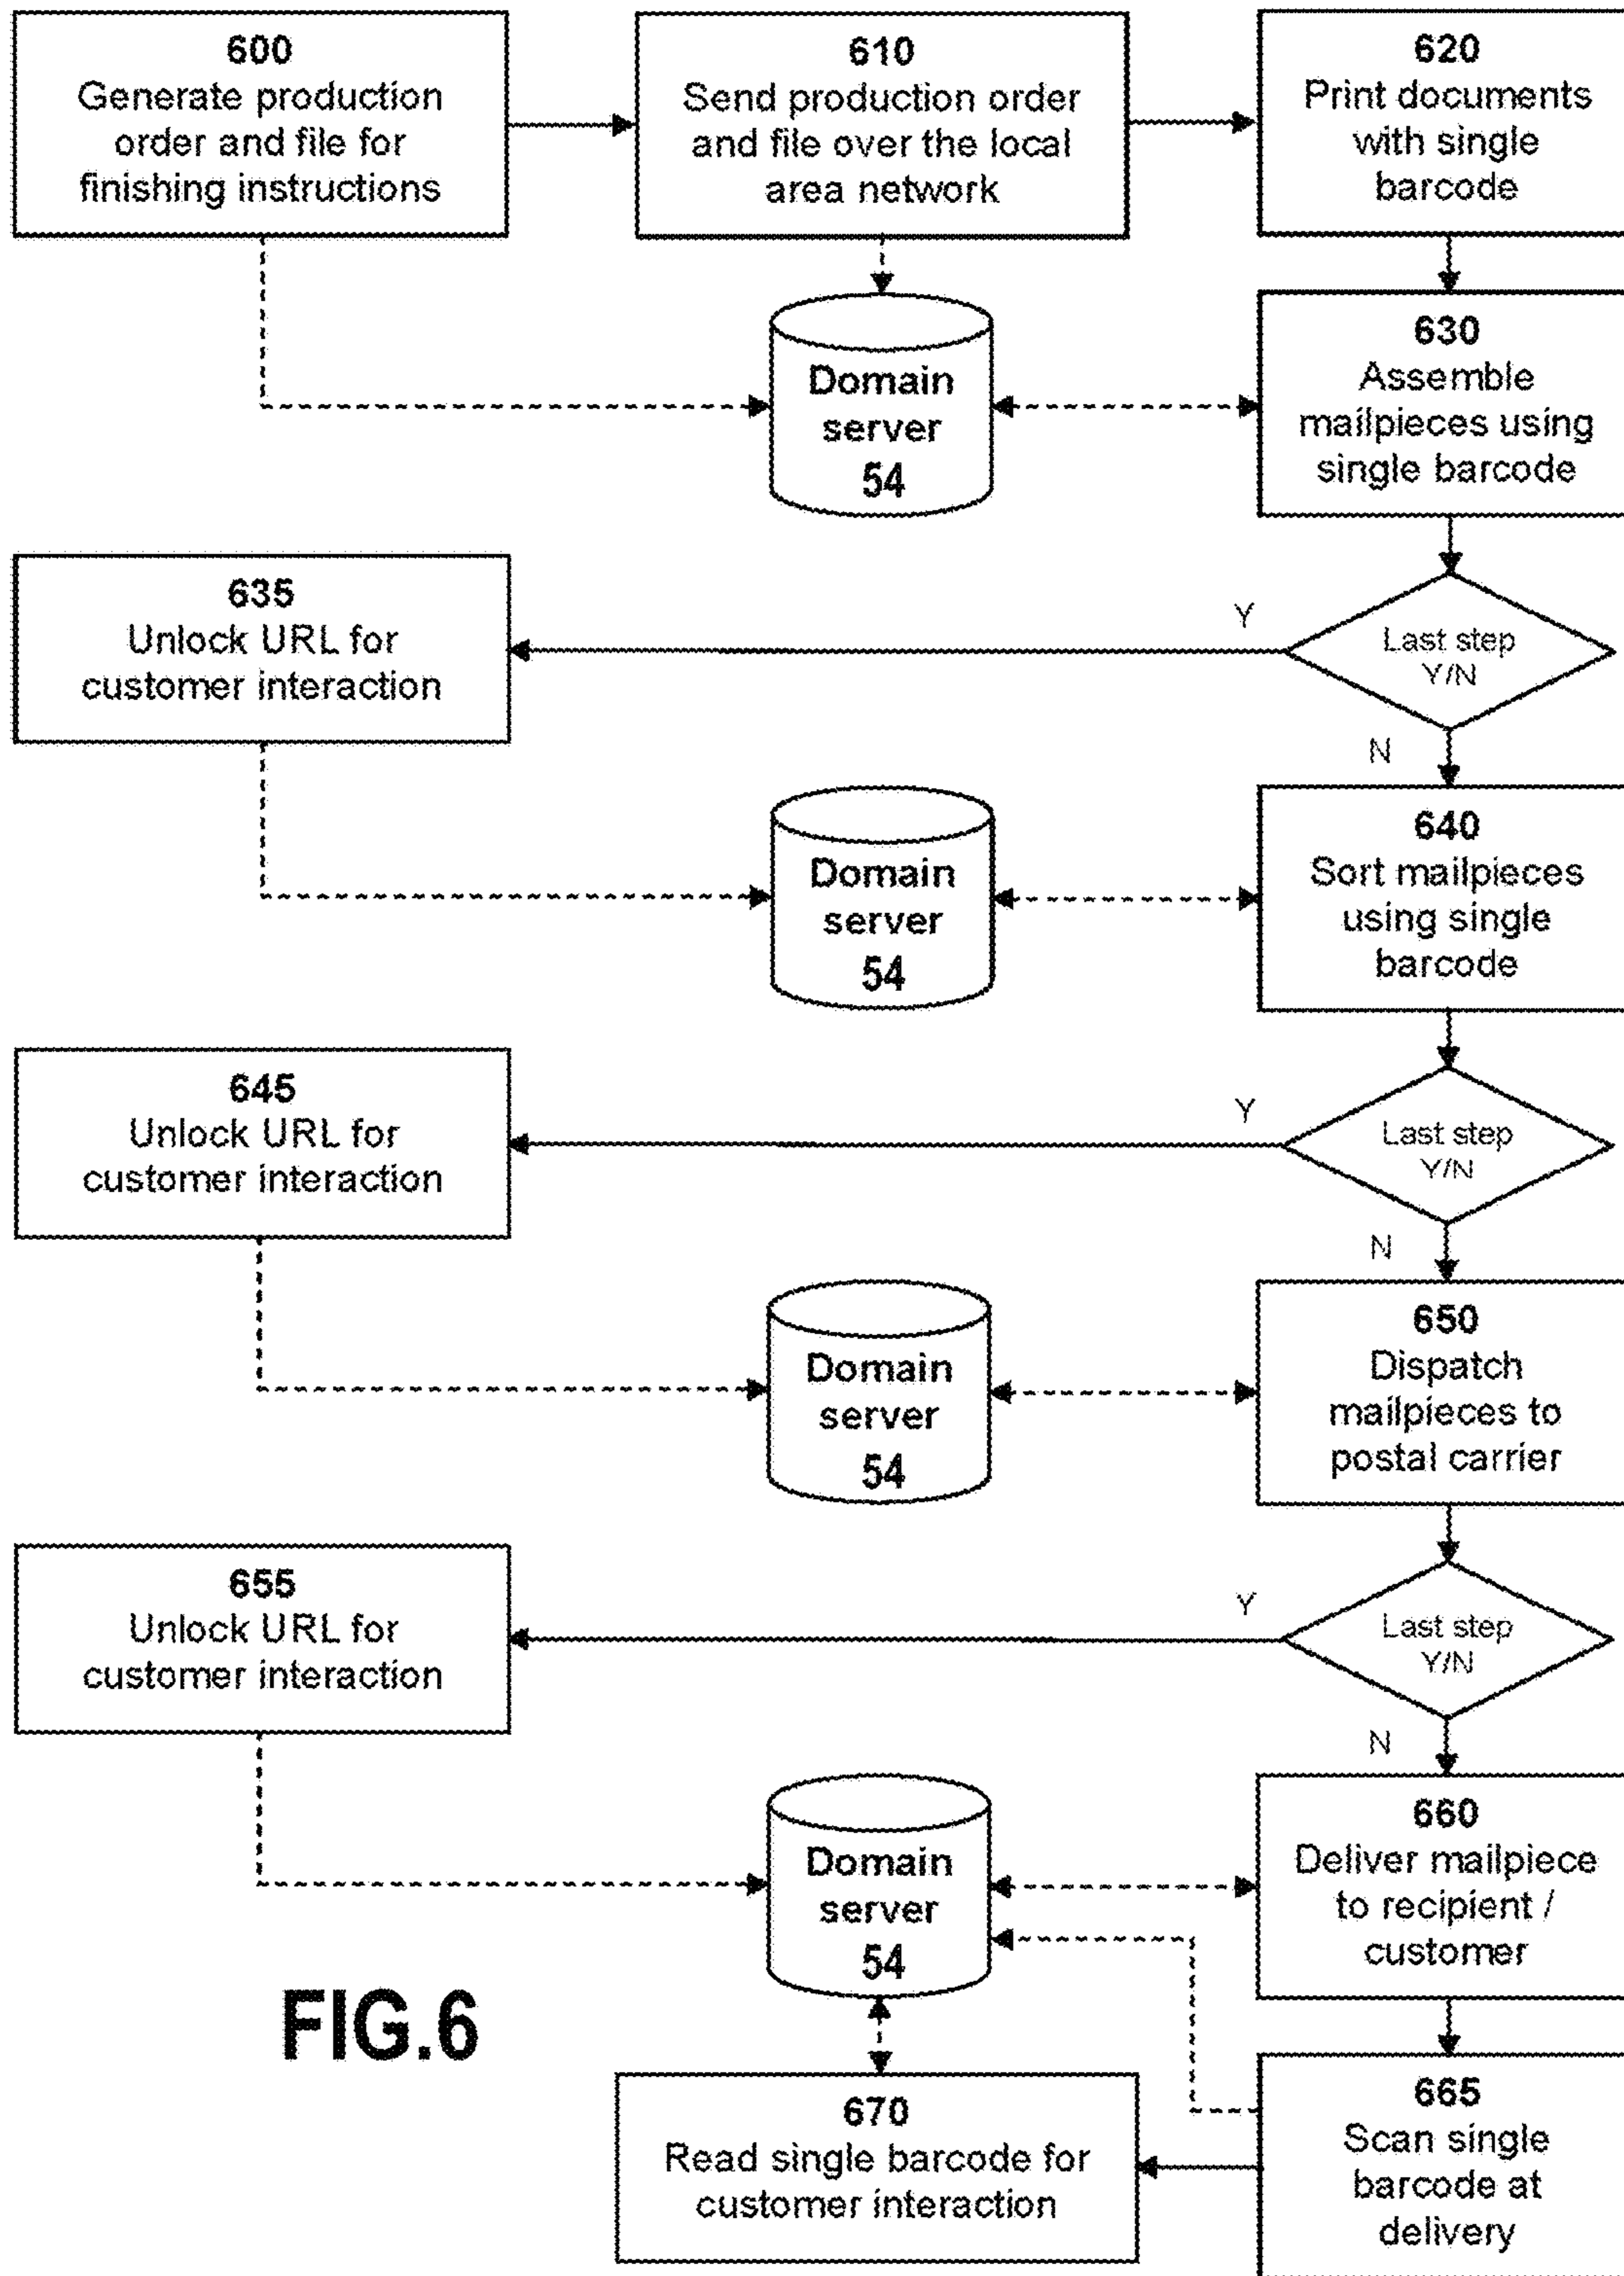 600
Generate production
order and file for
finishing instructions
610
Send production order
and file over the local
area network
620
Print documents
with single
barcode
Domain
server
54
630
Assemble
mailpieces using
single barcode
635
Unlock URL for
customer interaction
Y
Last step
Y/N
N
Domain
server
54
640
Sort mailpieces
using single
barcode
645
Unlock URL for
customer interaction
Y
Last step
Y/N
N
Domain
server
54
650
Dispatch
mailpieces to
postal carrier
655
Unlock URL for
customer interaction
Y
Last step
Y/N
N
Domain
server
54
660
Deliver mailpiece
to recipient /
customer
FIG.6
670
Read single barcode for
customer interaction
665
Scan single
barcode at
delivery